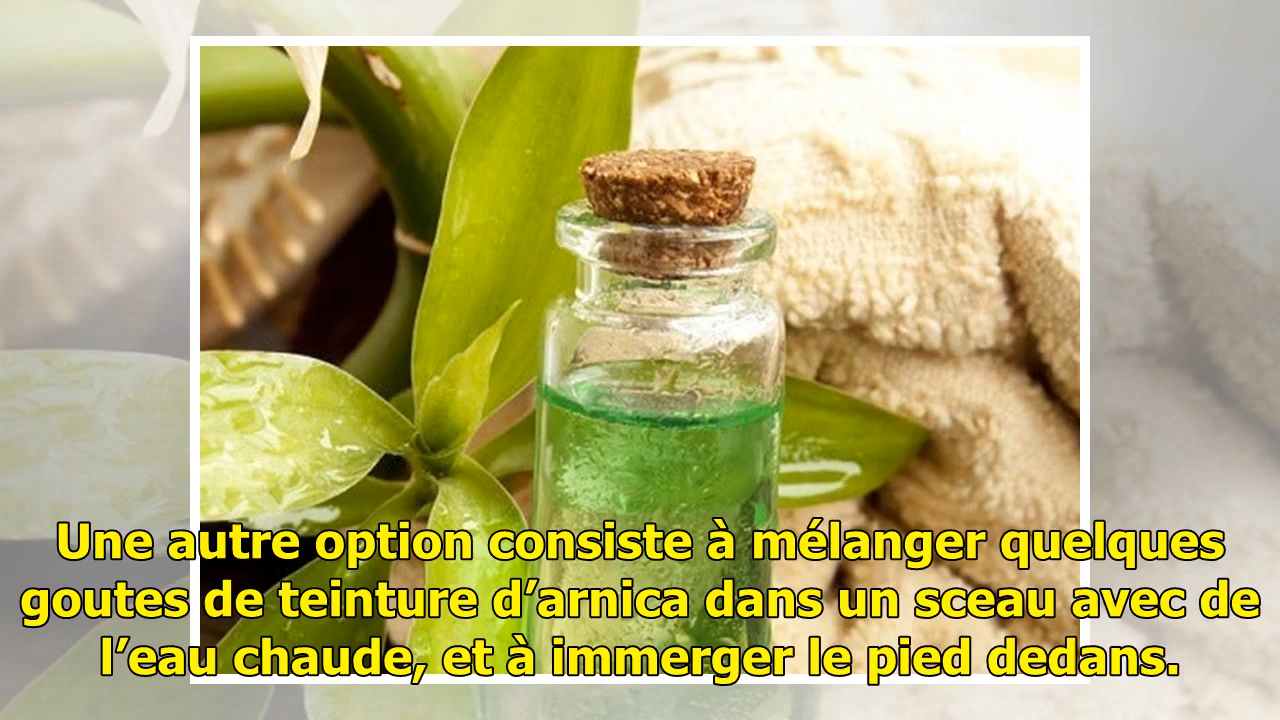 Une autre option consiste à mélanger quelques
goutes de teinture d’arnica dans un sceau avec de
l’eau chaude, et à immerger le pied dedans.